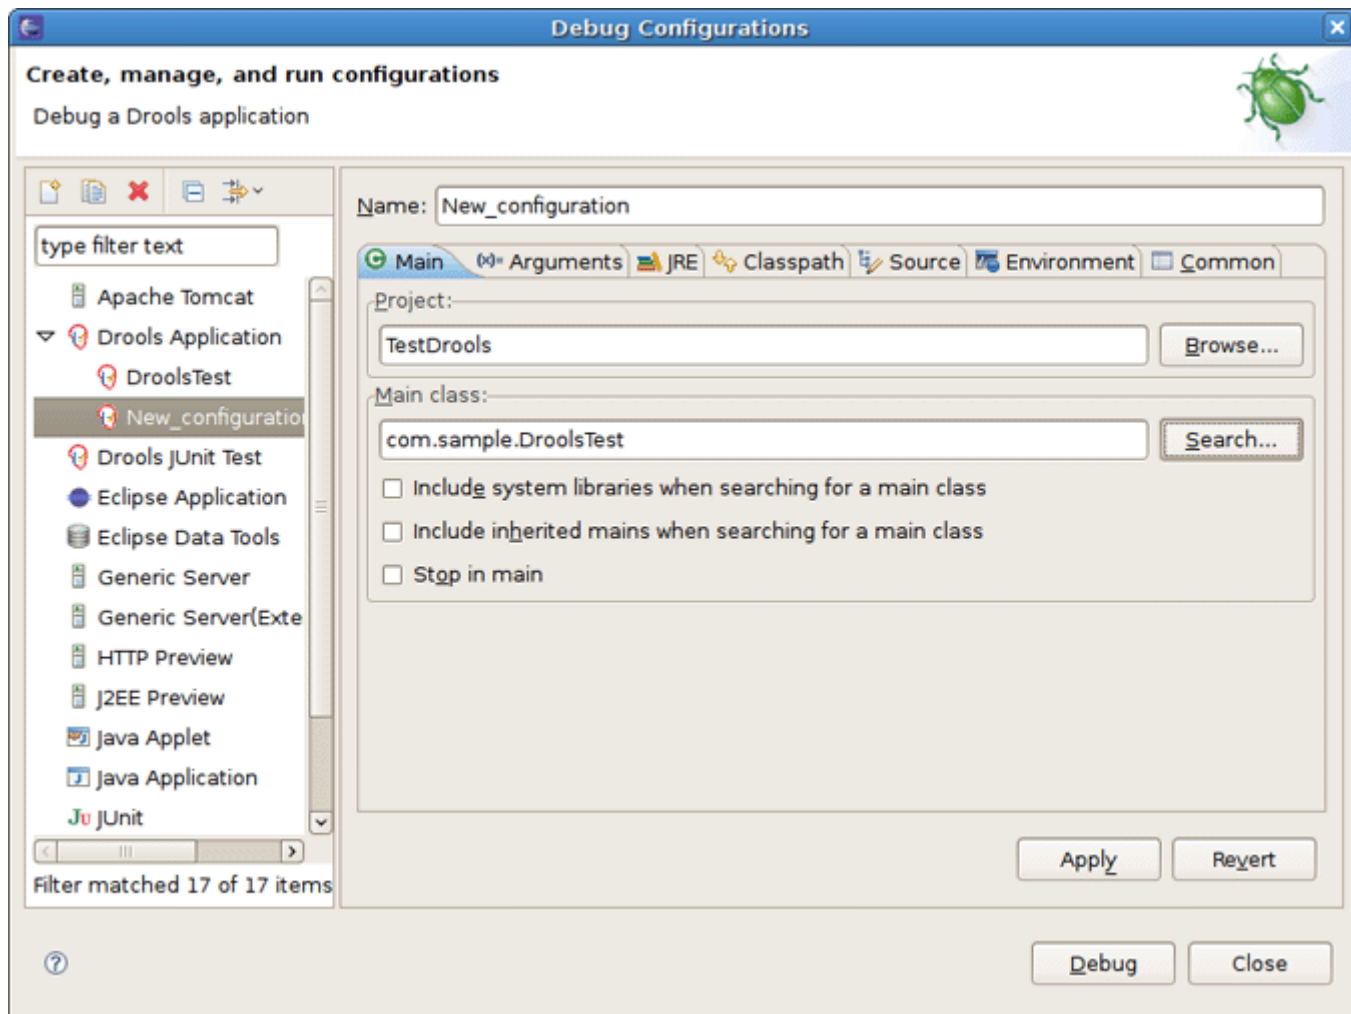 Debug Configurations
Create, manage, and run configurations
Debug a Drools application
Name: New_configuration
type filter text
Main (x)= Arguments JRE Classpath Source Environment Common
Apache Tomcat
Drools Application
DroolsTest
New_configuration
Drools JUnit Test
Eclipse Application
Eclipse Data Tools
Generic Server
Generic Server(Exte
HTTP Preview
J2EE Preview
Java Applet
Java Application
Ju JUnit
Filter matched 17 of 17 items
Project:
TestDrools Browse...
Main class:
com.sample.DroolsTest Search...
Include system libraries when searching for a main class
Include inherited mains when searching for a main class
Stop in main
Apply Revert
Debug Close